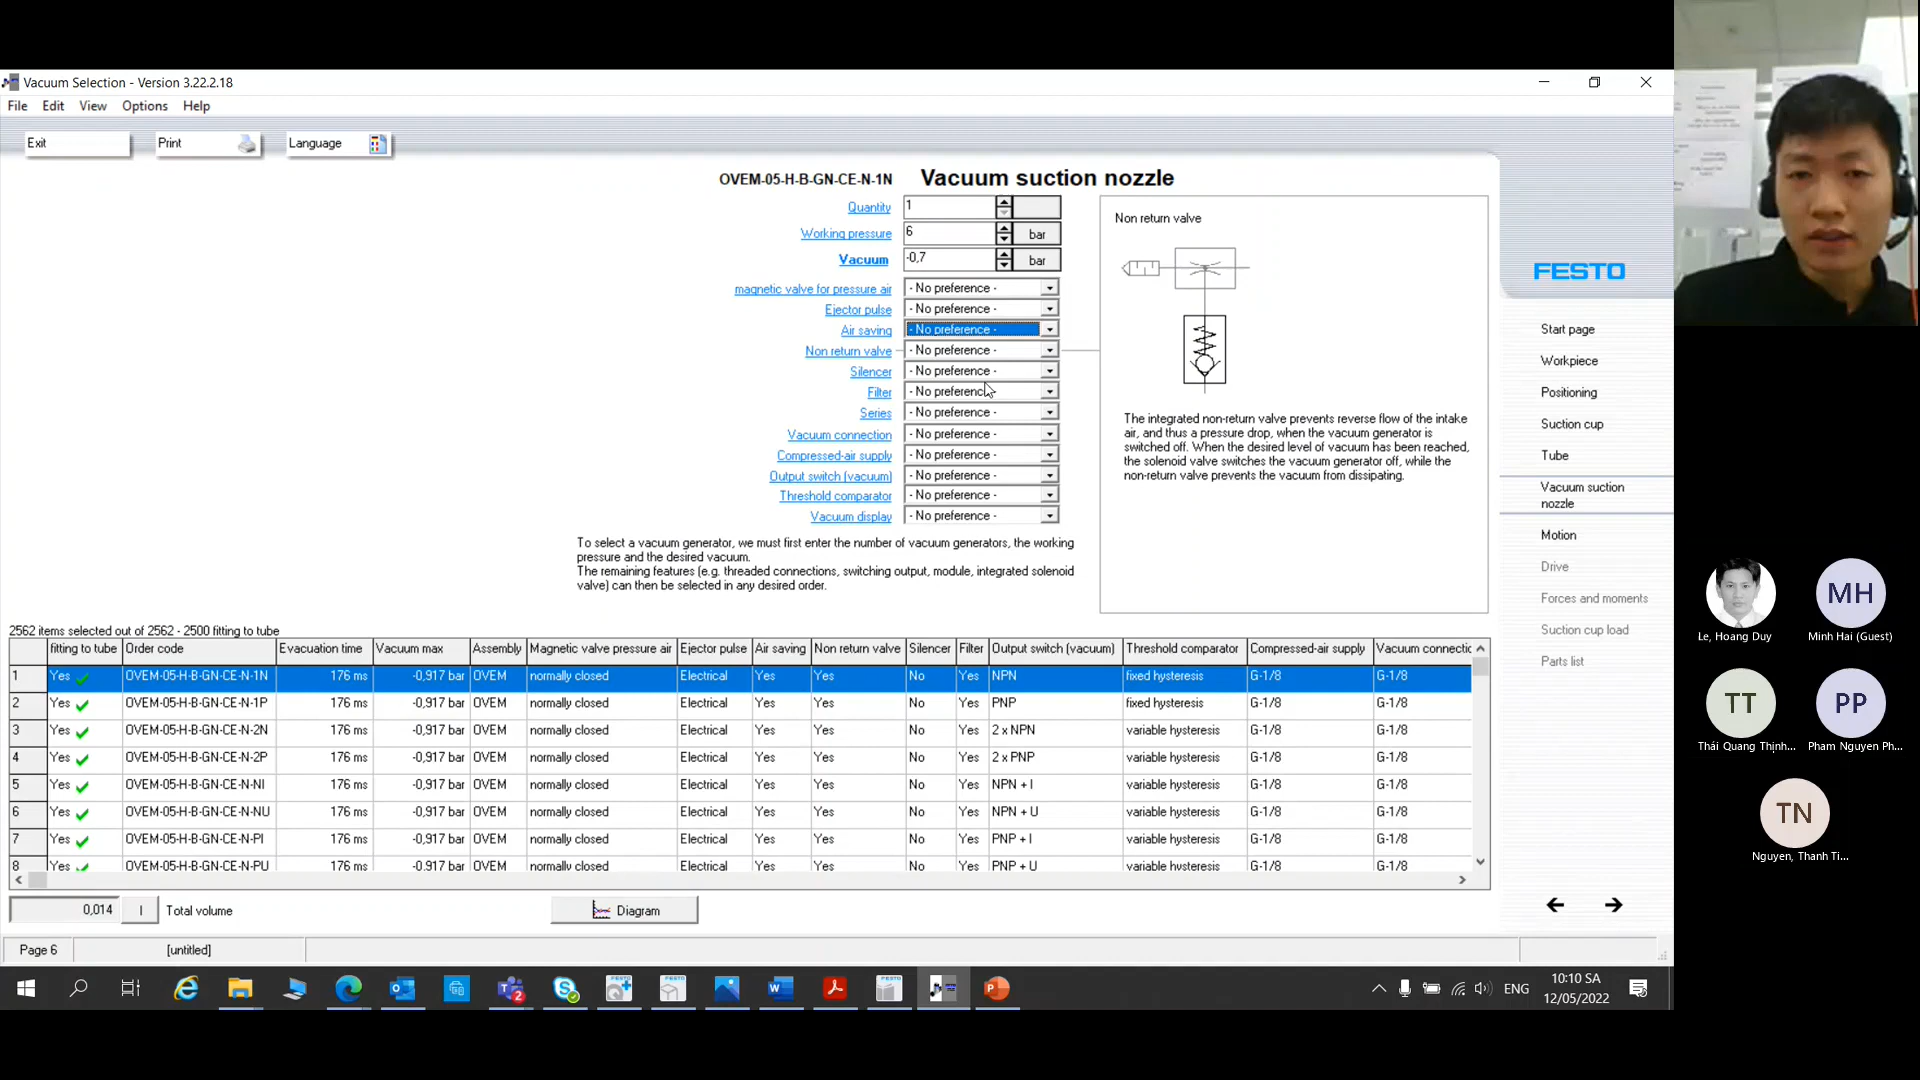 Vacuum Selection - Version 3.22.2.18
File Edit View Options Help
Exit Print Language
OVEM-05-H-B-GN-CE-N-1N Vacuum suction nozzle
Quantity 1
Working pressure 6 bar
Vacuum -0,7 bar
magnetic valve for pressure air - No preference -
Ejector pulse - No preference -
Air saving - No preference -
Non return valve - No preference -
Silencer - No preference -
Filter - No preference -
Series - No preference -
Vacuum connection - No preference -
Compressed-air supply - No preference -
Output switch (vacuum) - No preference -
Threshold comparator - No preference -
Vacuum display - No preference -
To select a vacuum generator, we must first enter the number of vacuum generators, the working
pressure and the desired vacuum.
The remaining features (e.g. threaded connections, switching output, module, integrated solenoid
valve) can then be selected in any desired order.
Non return valve
The integrated non-return valve prevents reverse flow of the intake
air, and thus a pressure drop, when the vacuum generator is
switched off. When the desired level of vacuum has been reached,
the solenoid valve switches the vacuum generator off, while the
non-return valve prevents the vacuum from dissipating.
FESTO
Start page
Workpiece
Positioning
Suction cup
Tube
Vacuum suction
nozzle
Motion
Drive
Forces and moments
Suction cup load
Parts list
2562 items selected out of 2562 - 2500 fitting to tube
fitting to tube Order code Evacuation time Vacuum max Assembly Magnetic valve pressure air Ejector pulse Air saving Non return valve Silencer Filter Output switch (vacuum) Threshold comparator Compressed-air supply Vacuum connectic
1 Yes OVEM-05-H-B-GN-CE-N-1N 176 ms -0,917 bar OVEM normally closed Electrical Yes Yes No Yes NPN fixed hysteresis G-1/8 G-1/8
2 Yes OVEM-05-H-B-GN-CE-N-1P 176 ms -0,917 bar OVEM normally closed Electrical Yes Yes No Yes PNP fixed hysteresis G-1/8 G-1/8
3 Yes OVEM-05-H-B-GN-CE-N-2N 176 ms -0,917 bar OVEM normally closed Electrical Yes Yes No Yes 2 x NPN variable hysteresis G-1/8 G-1/8
4 Yes OVEM-05-H-B-GN-CE-N-2P 176 ms -0,917 bar OVEM normally closed Electrical Yes Yes No Yes 2 x PNP variable hysteresis G-1/8 G-1/8
5 Yes OVEM-05-H-B-GN-CE-N-NI 176 ms -0,917 bar OVEM normally closed Electrical Yes Yes No Yes NPN + I variable hysteresis G-1/8 G-1/8
6 Yes OVEM-05-H-B-GN-CE-N-NU 176 ms -0,917 bar OVEM normally closed Electrical Yes Yes No Yes NPN + U variable hysteresis G-1/8 G-1/8
7 Yes OVEM-05-H-B-GN-CE-N-PI 176 ms -0,917 bar OVEM normally closed Electrical Yes Yes No Yes PNP + I variable hysteresis G-1/8 G-1/8
8 Yes OVEM-05-H-B-GN-CE-N-PU 176 ms -0,917 bar OVEM normally closed Electrical Yes Yes No Yes PNP + U variable hysteresis G-1/8 G-1/8
0,014 l Total volume Diagram
Page 6 [untitled]
ENG 10:10 SA
12/05/2022
Le, Hoang Duy
MH
Minh Hai (Guest)
TT
Thái Quang Thịnh...
PP
Pham Nguyen Ph...
TN
Nguyen, Thanh Ti...